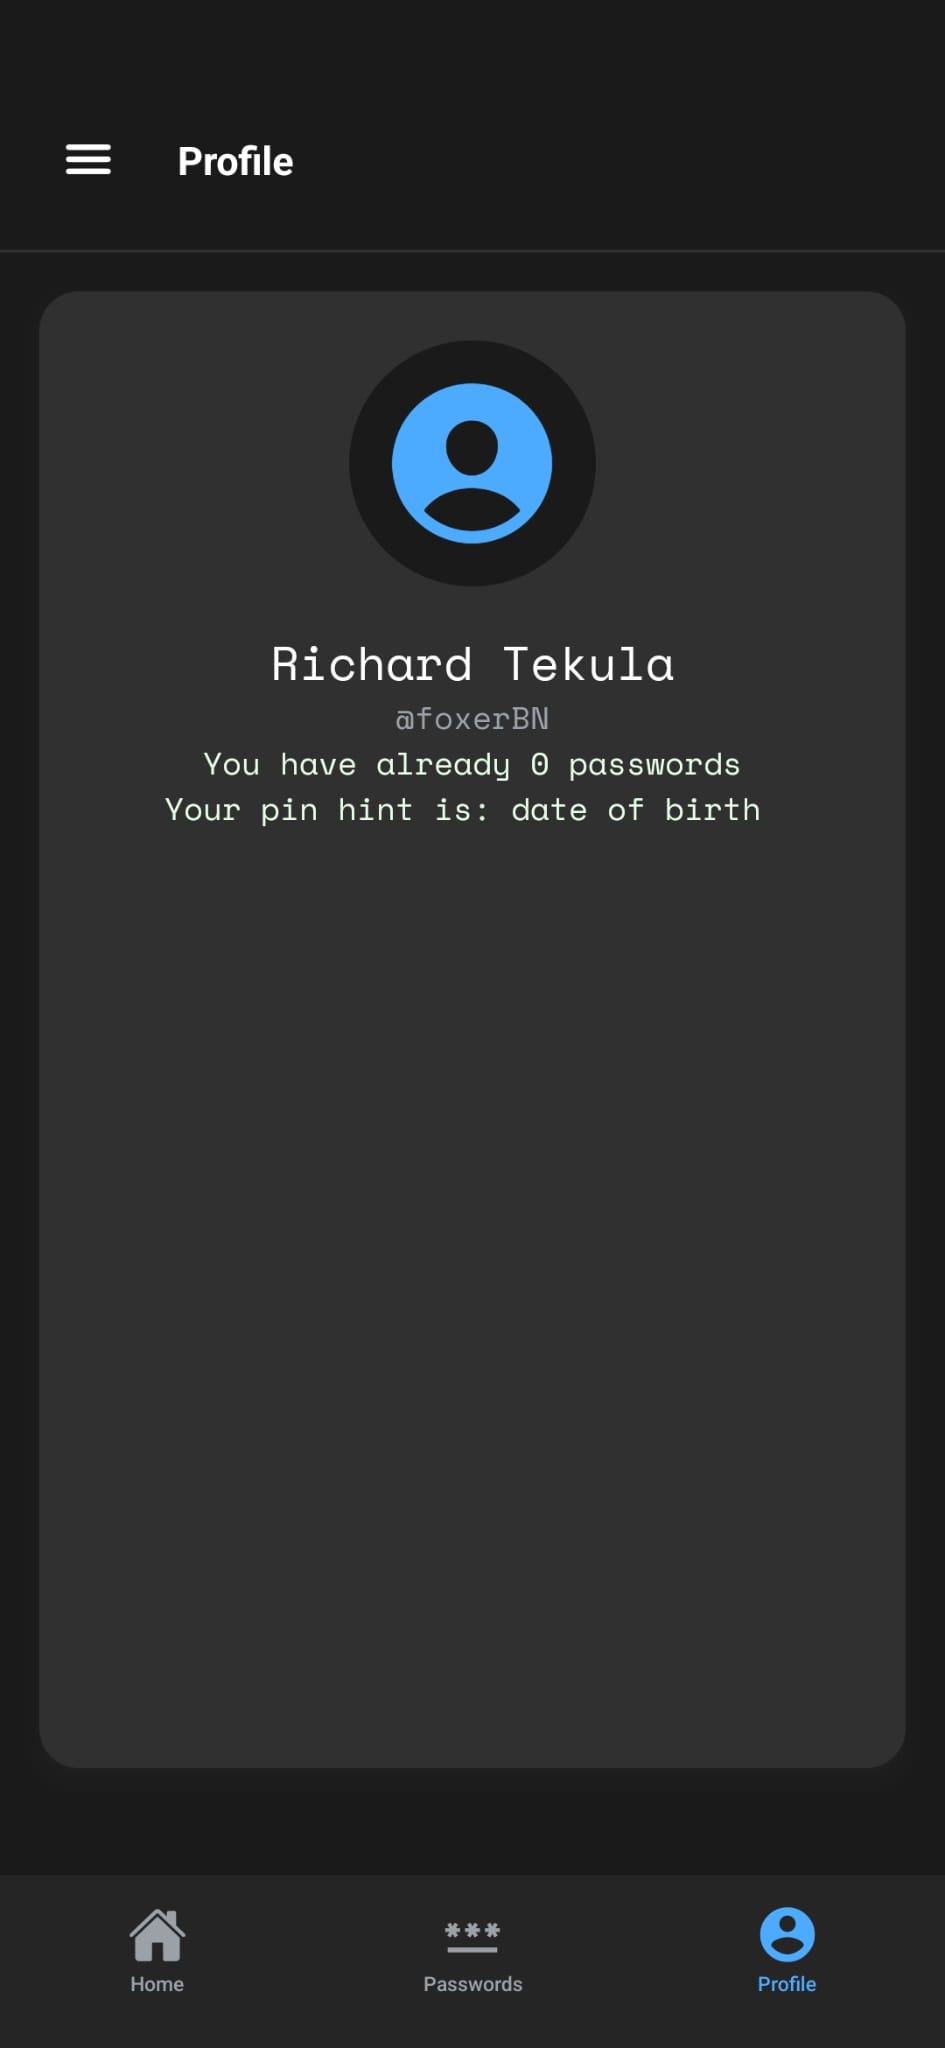 Profile
Richard Tekula
@foxerBN
You have already 0 passwords
Your pin hint is: date of birth
***
Home
Passwords
Profile